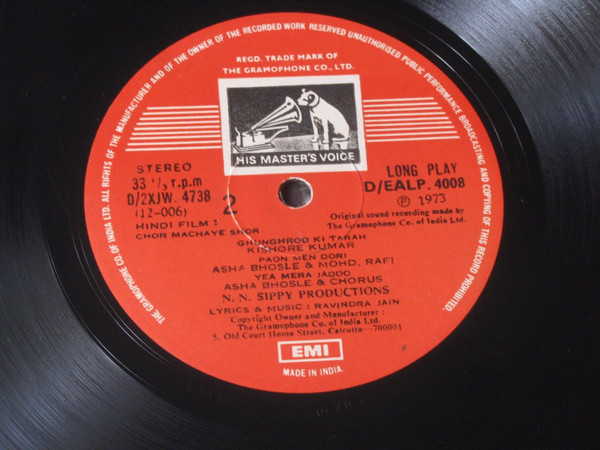 ALL RIGHTS OF THE MANUFACTURER AND OF THE OWNER OF THE RECORDED WORK RESERVED UNAUTHORISED PUBLIC PERFORMANCE BROADCASTING AND COPYING OF THIS RECORD PROHIBITED.
THE GRAMOPHONE CO. OF INDIA LTD.
REGD. TRADE MARK OF
THE GRAMOPHONE CO., LTD.
HIS MASTER'S VOICE
STEREO
33 1/3 r.p.m
D/2XJW. 4738
(12-006)
2
LONG PLAY
D/EALP. 4008
Ⓟ 1973
Original sound recording made by
The Gramophone Co. of India Ltd.
HINDI FILM :
CHOR MACHAYE SHOR
GHUNGHROO KI TARAH
KISHORE KUMAR
PAON MEN DORI
ASHA BHOSLE & MOHD. RAFI
YEA MERA JADOO
ASHA BHOSLE & CHORUS
N. N. SIPPY PRODUCTIONS
LYRICS & MUSIC : RAVINDRA JAIN
Copyright Owner and Manufacturer :
The Gramophone Co. of India Ltd.
5, Old Court House Street, Calcutta—700001
EMI
MADE IN INDIA.